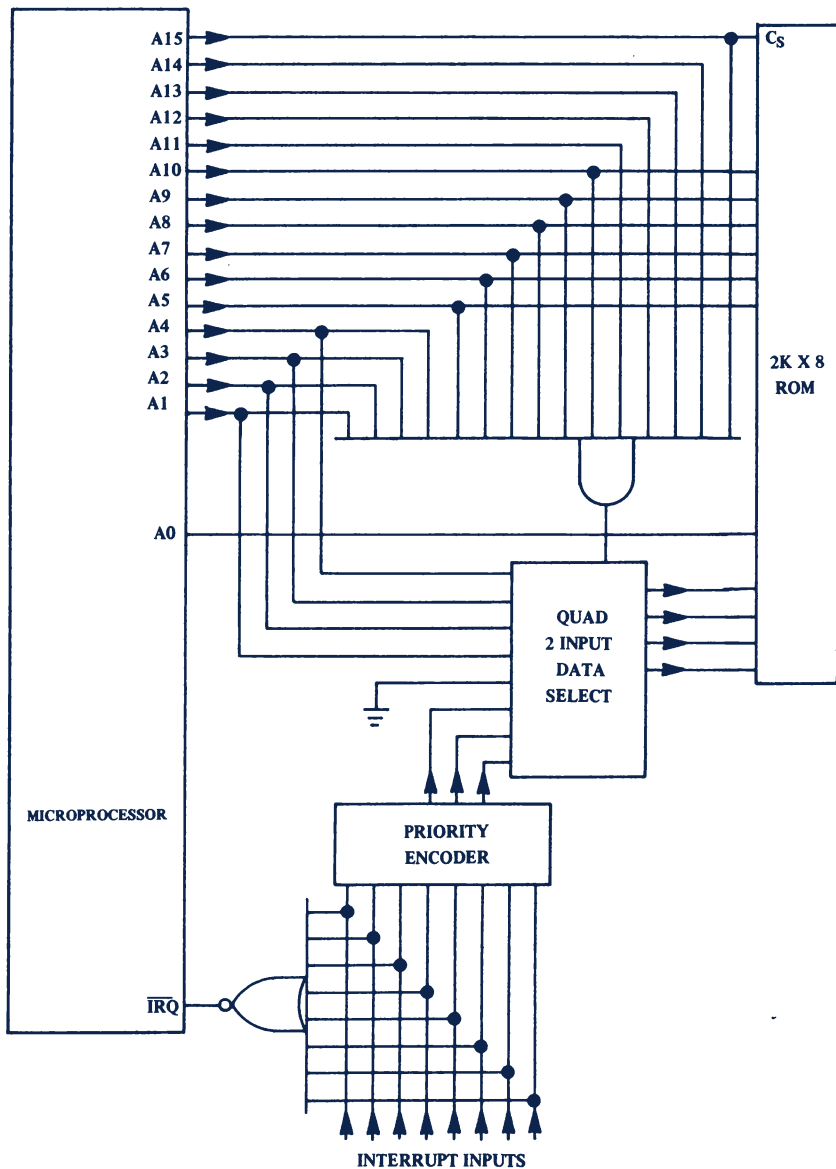 A15
A14
A13
A12
A11
A10
A9
A8
A7
A6
A5
A4
A3
A2
A1
A0
CS
2K X 8
ROM
QUAD
2 INPUT
DATA
SELECT
MICROPROCESSOR
PRIORITY
ENCODER
IRQ
INTERRUPT INPUTS